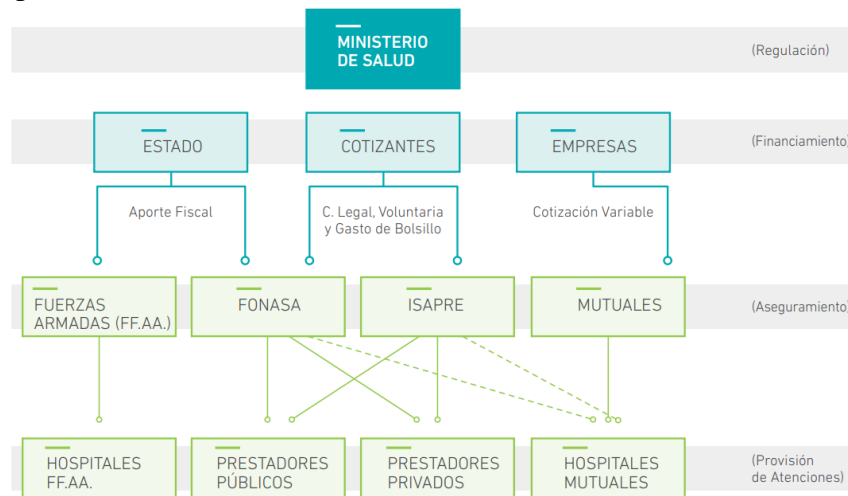 MINISTERIO
DE SALUD
(Regulación)
ESTADO
COTIZANTES
EMPRESAS
(Financiamiento)
Aporte Fiscal
C. Legal, Voluntaria
y Gasto de Bolsillo
Cotización Variable
FUERZAS
ARMADAS (FF.AA.)
FONASA
ISAPRE
MUTUALES
(Aseguramiento)
HOSPITALES
FF.AA.
PRESTADORES
PÚBLICOS
PRESTADORES
PRIVADOS
HOSPITALES
MUTUALES
(Provisión
de Atenciones)